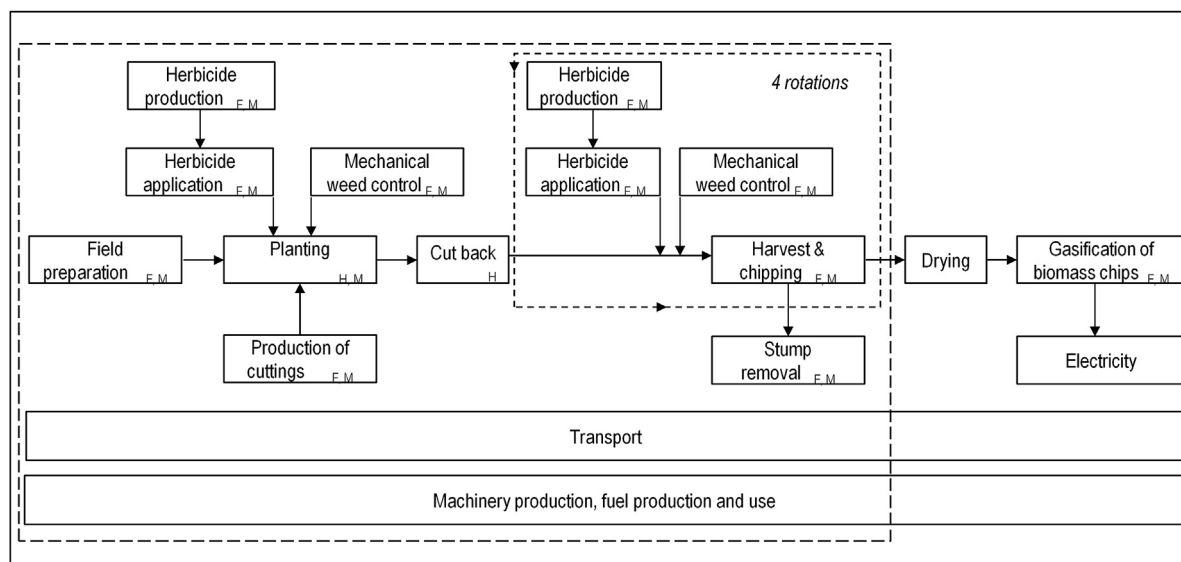 Herbicide
production F, M
Herbicide
production F, M
4 rotations
Herbicide
application F, M
Mechanical
weed control F, M
Herbicide
application F, M
Mechanical
weed control F, M
Field
preparation F, M
Planting
H, M
Cut back
H
Harvest &
chipping F, M
Drying
Gasification of
biomass chips F, M
Production of
cuttings F, M
Stump
removal F, M
Electricity
Transport
Machinery production, fuel production and use